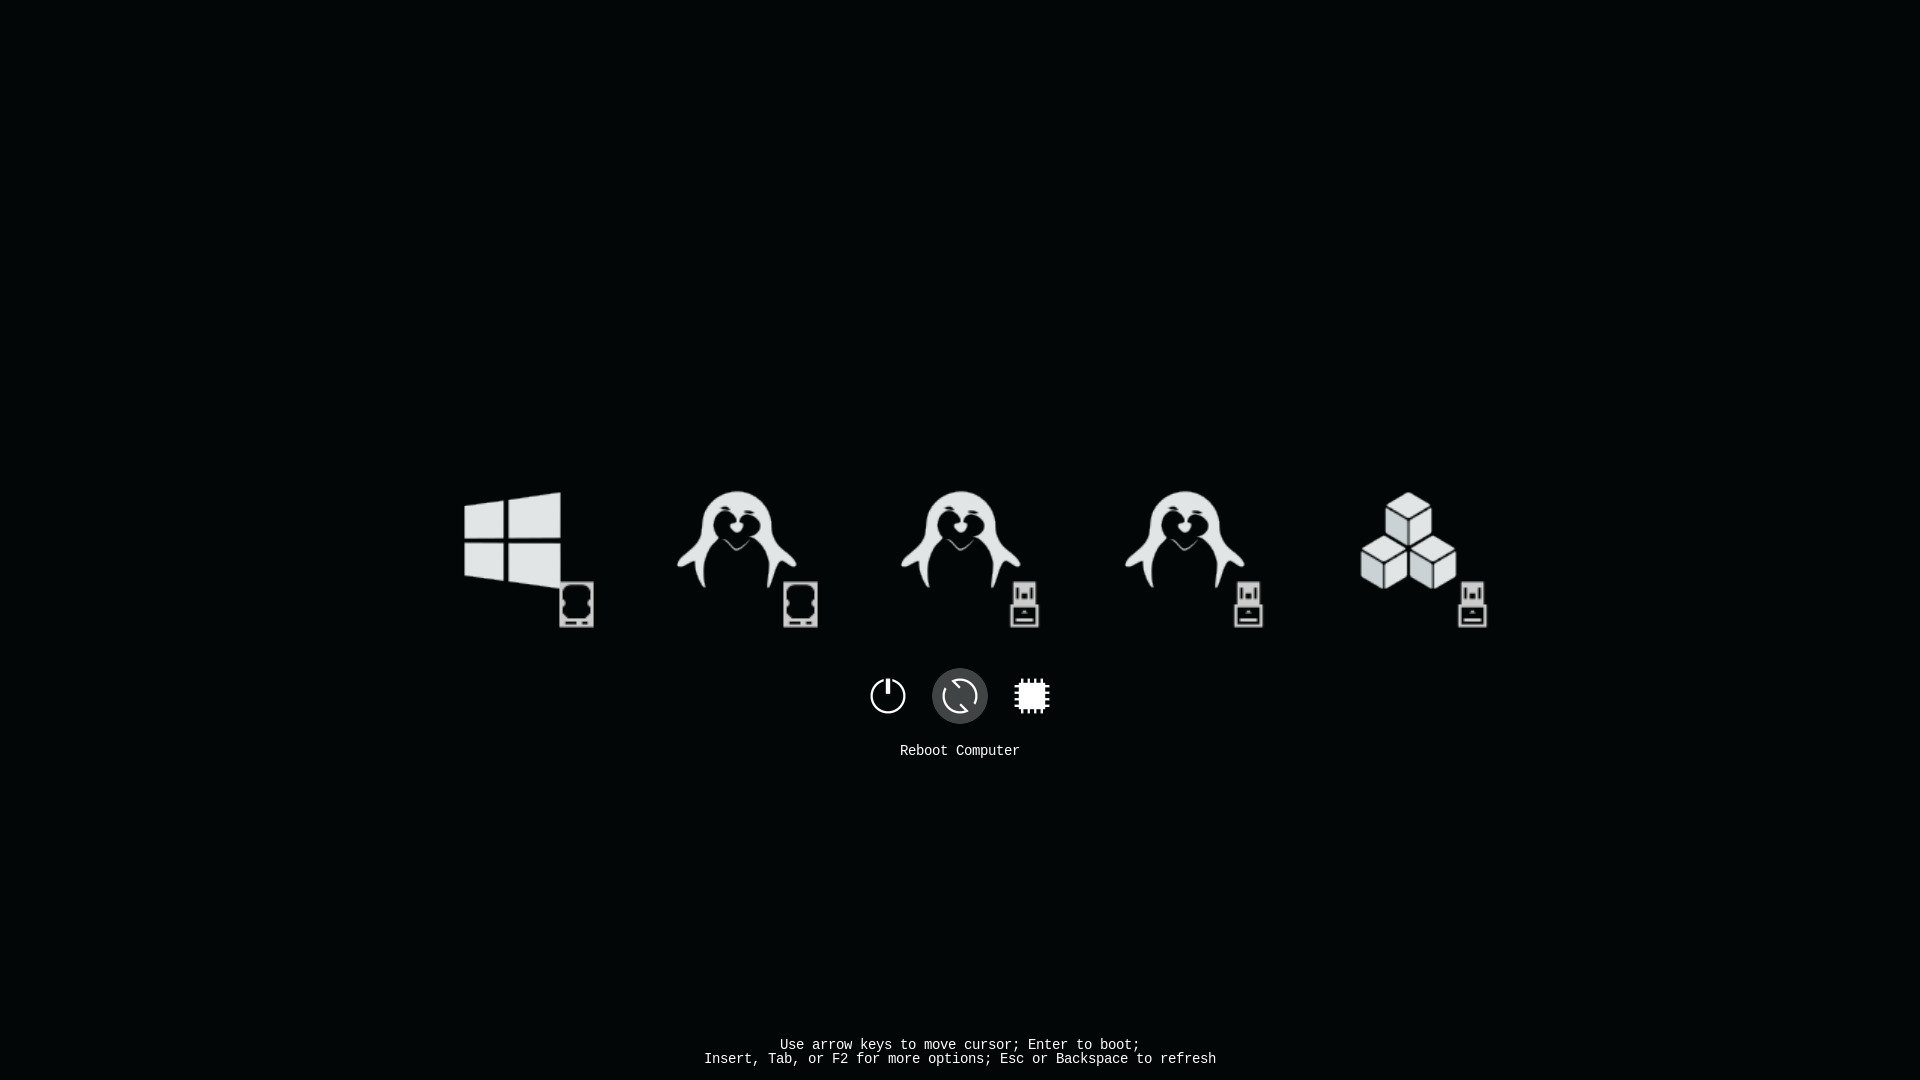 Reboot Computer
Use arrow keys to move cursor; Enter to boot;
Insert, Tab, or F2 for more options; Esc or Backspace to refresh